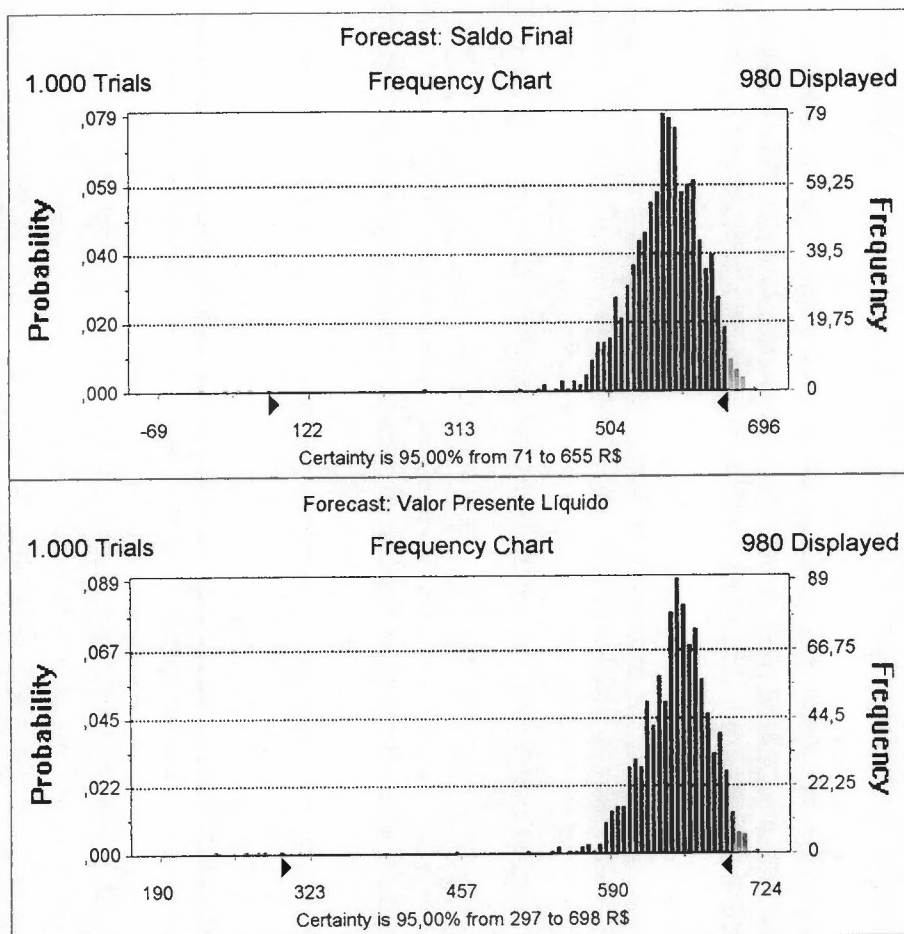 Forecast: Saldo Final
1.000 Trials Frequency Chart 980 Displayed
,079 79
,059 59,25
,040 39,5
,020 19,75
,000 0
Probability
Frequency
-69 122 313 504 696
Certainty is 95,00% from 71 to 655 R$
Forecast: Valor Presente Líquido
1.000 Trials Frequency Chart 980 Displayed
,089 89
,067 66,75
,045 44,5
,022 22,25
,000 0
Probability
Frequency
190 323 457 590 724
Certainty is 95,00% from 297 to 698 R$